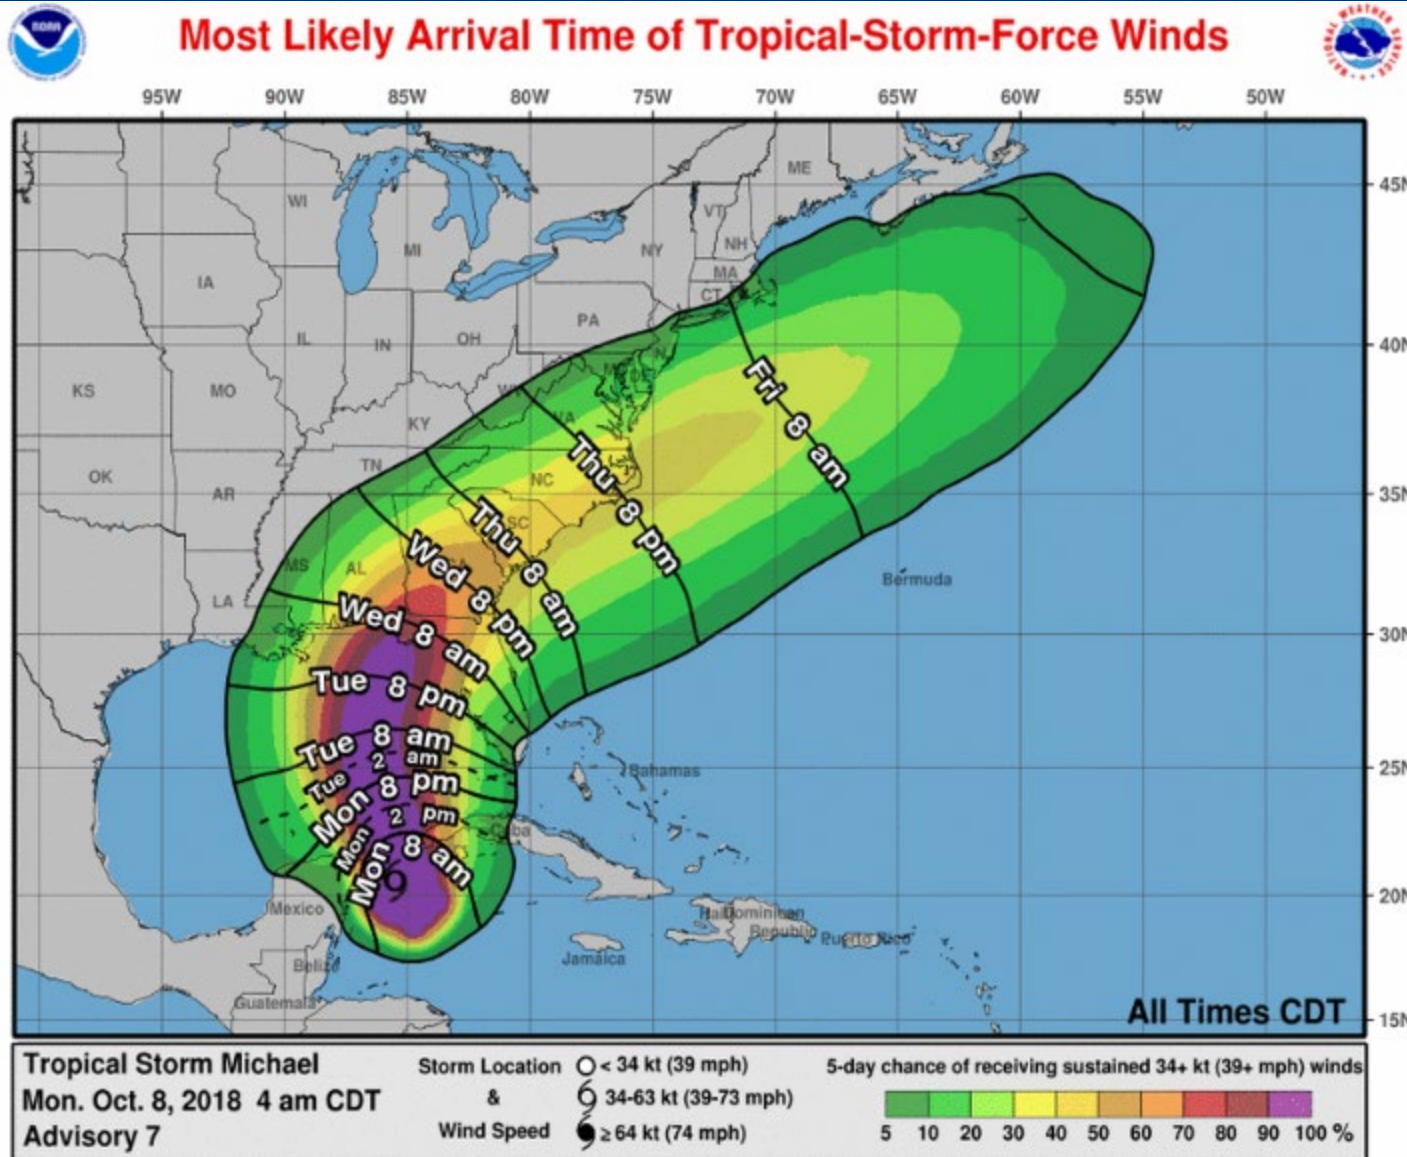 NOAA
Most Likely Arrival Time of Tropical-Storm-Force Winds
NATIONAL WEATHER SERVICE
95W 90W 85W 80W 75W 70W 65W 60W 55W 50W
45N
40N
35N
30N
25N
20N
15N
ME
WI
VT
MI
NY
NH
MA
IA
CT
PA
IL
IN
OH
KS
MO
VA
KY
TN
OK
NC
AR
SC
MS
AL
LA
Bermuda
Fri 8 am
Thu 8 pm
Thu 8 am
Wed 8 pm
Wed 8 am
Tue 8 pm
Tue 8 am
Tue 2 am
Mon 8 pm
Mon 2 pm
Mon 8 am
Bahamas
Cuba
Mexico
Haiti
Dominican
Republic
Puerto Rico
Jamaica
Belize
Guatemala
All Times CDT
Tropical Storm Michael
Mon. Oct. 8, 2018 4 am CDT
Advisory 7
Storm Location
&
Wind Speed
< 34 kt (39 mph)
34-63 kt (39-73 mph)
≥ 64 kt (74 mph)
5-day chance of receiving sustained 34+ kt (39+ mph) winds
5 10 20 30 40 50 60 70 80 90 100 %